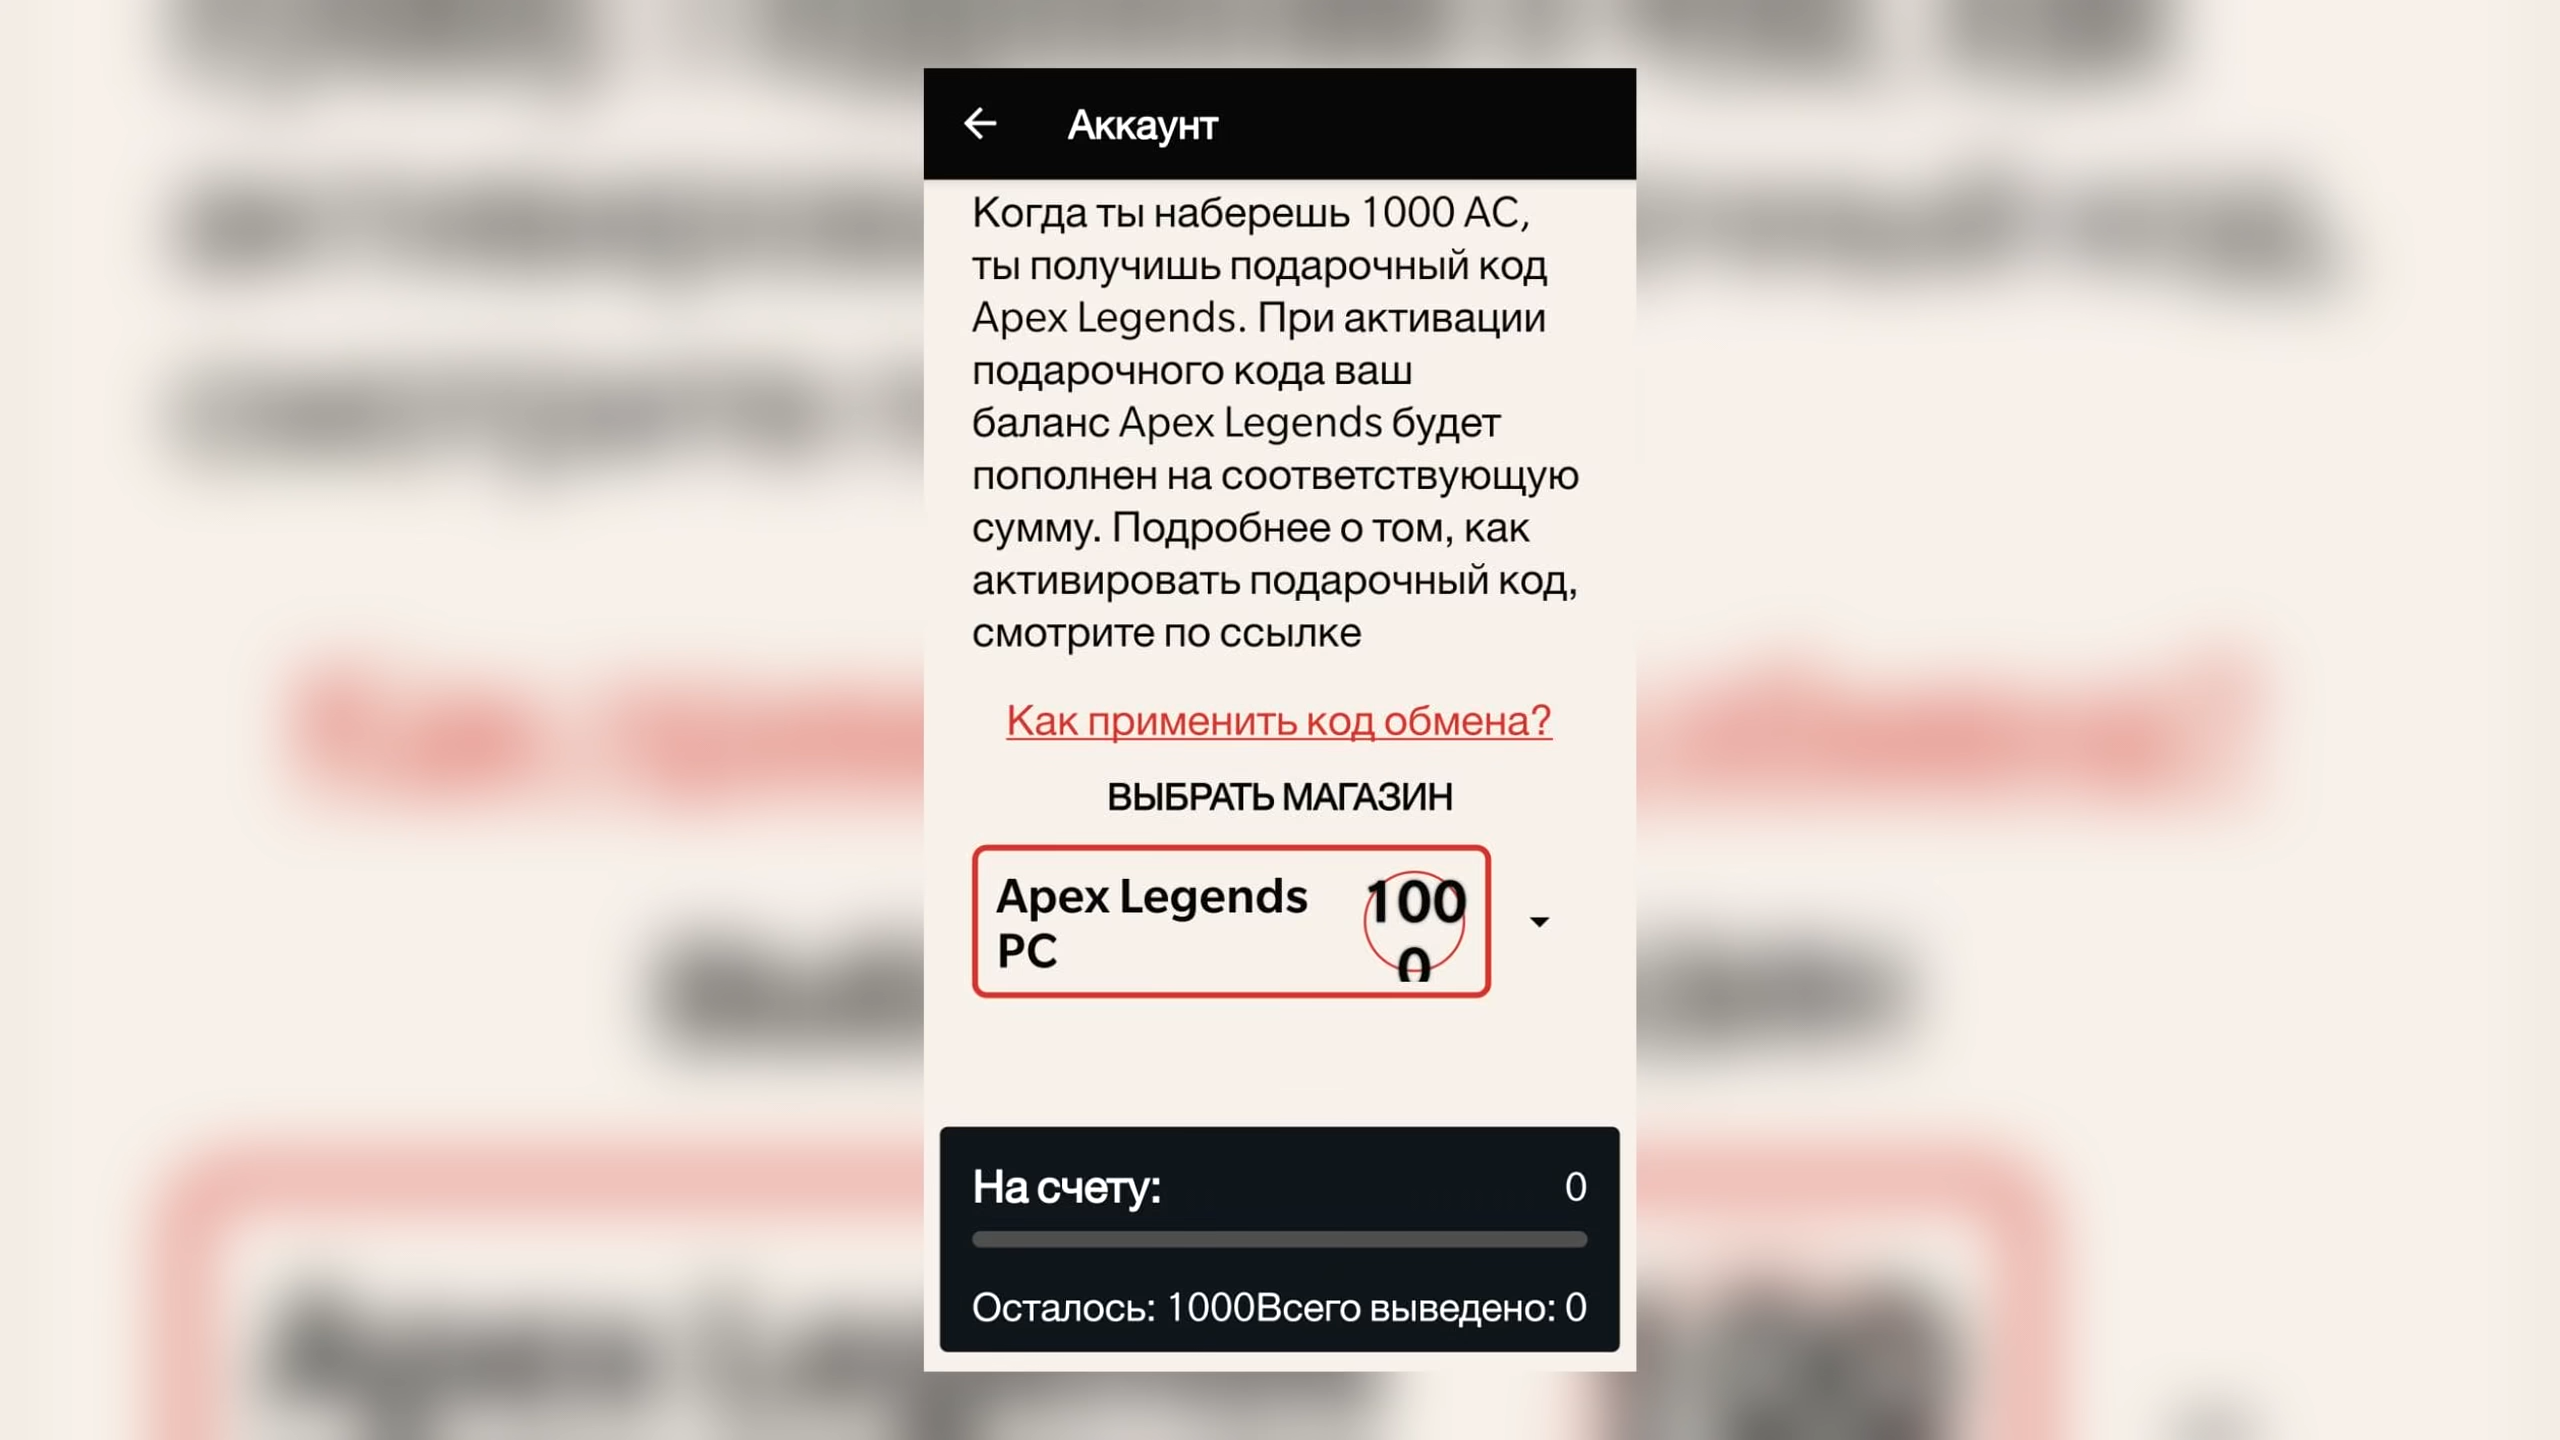 Аккаунт
Когда ты наберешь 1000 AC,
ты получишь подарочный код
Apex Legends. При активации
подарочного кода ваш
баланс Apex Legends будет
пополнен на соответствующую
сумму. Подробнее о том, как
активировать подарочный код,
смотрите по ссылке
Как применить код обмена?
ВЫБРАТЬ МАГАЗИН
Apex Legends
PC
100
0
На счету: 0
Осталось: 1000Всего выведено: 0